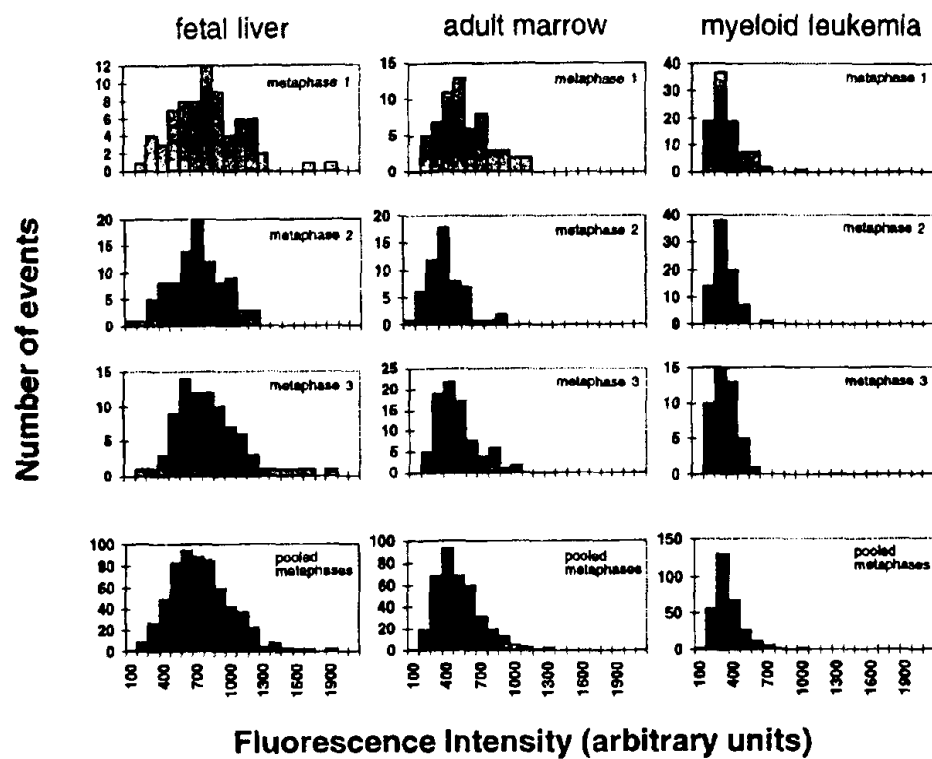 fetal liver
adult marrow
myeloid leukemia
Number of events
12
10
8
6
4
2
0
metaphase 1
15
10
5
0
metaphase 1
40
30
20
10
0
metaphase 1
20
15
10
5
0
metaphase 2
20
15
10
5
0
metaphase 2
40
30
20
10
0
metaphase 2
15
10
5
0
metaphase 3
25
20
15
10
5
0
metaphase 3
15
10
5
0
metaphase 3
100
80
60
40
20
0
pooled
metaphases
100
80
60
40
20
0
pooled
metaphases
150
100
50
0
pooled
metaphases
100 400 700 1000 1300 1600 1900
100 400 700 1000 1300 1600 1900
100 400 700 1000 1300 1600 1900
Fluorescence Intensity (arbitrary units)